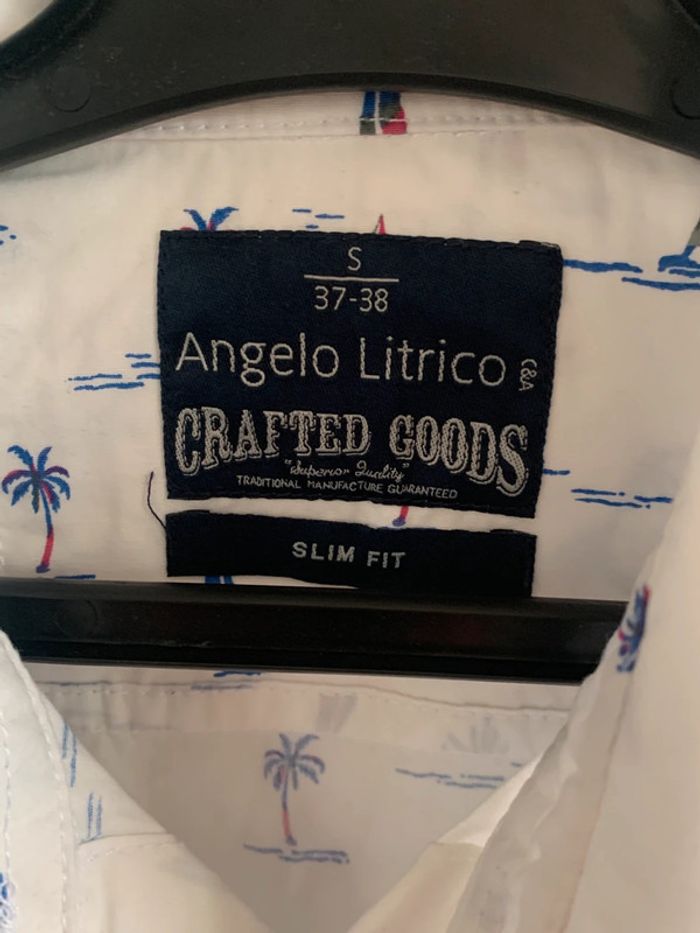 S
37-38
Angelo Litrico C&A
CRAFTED GOODS
"Superior Quality"
TRADITIONAL MANUFACTURE GUARANTEED
SLIM FIT